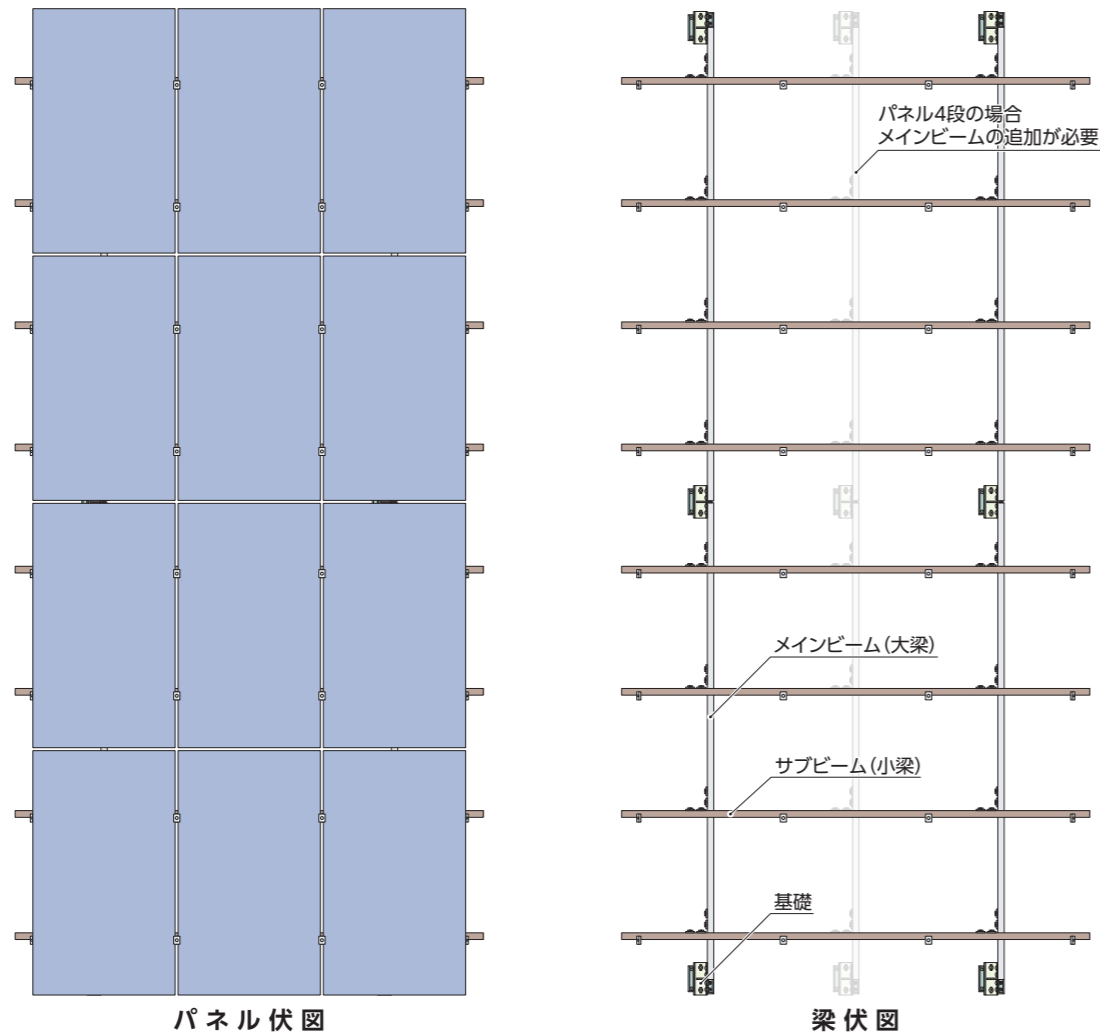 パネル4段の場合
メインビームの追加が必要
メインビーム(大梁)
サブビーム(小梁)
基礎
パネル伏図
梁伏図